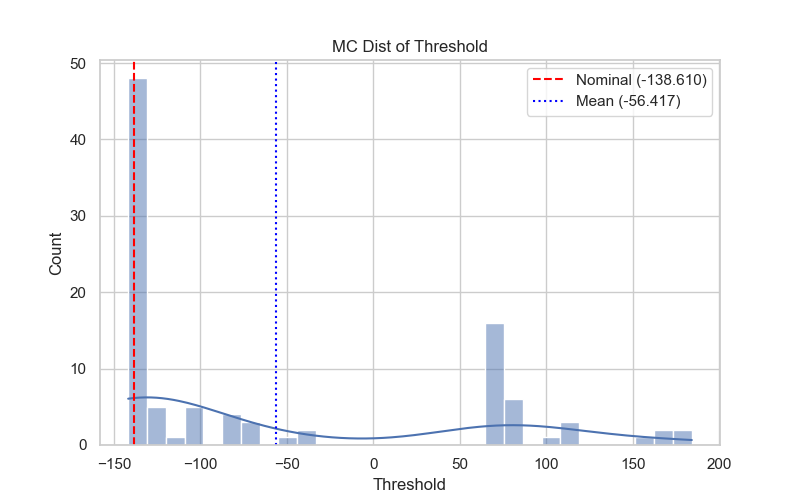 MC Dist of Threshold
Nominal (-138.610)
Mean (-56.417)
Count
50
40
30
20
10
0
−150
−100
−50
0
50
100
150
200
Threshold